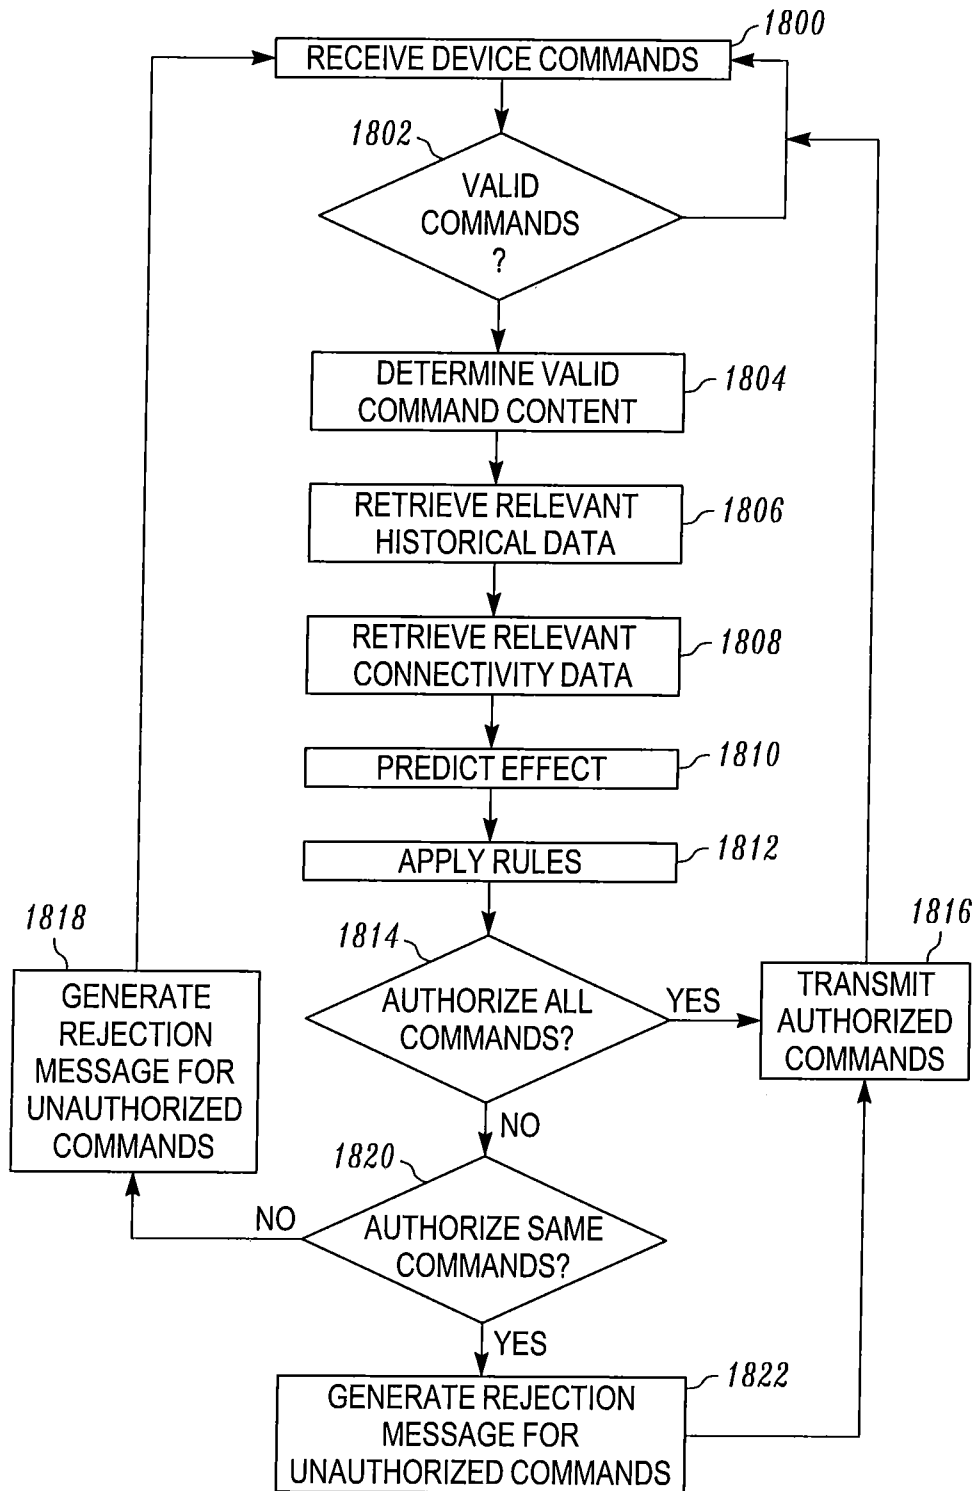 1800
RECEIVE DEVICE COMMANDS
1802
VALID
COMMANDS
?
DETERMINE VALID
COMMAND CONTENT
1804
RETRIEVE RELEVANT
HISTORICAL DATA
1806
RETRIEVE RELEVANT
CONNECTIVITY DATA
1808
PREDICT EFFECT
1810
APPLY RULES
1812
1814
AUTHORIZE ALL
COMMANDS?
YES
1816
TRANSMIT
AUTHORIZED
COMMANDS
1818
GENERATE
REJECTION
MESSAGE FOR
UNAUTHORIZED
COMMANDS
NO
1820
AUTHORIZE SAME
COMMANDS?
NO
YES
1822
GENERATE REJECTION
MESSAGE FOR
UNAUTHORIZED COMMANDS